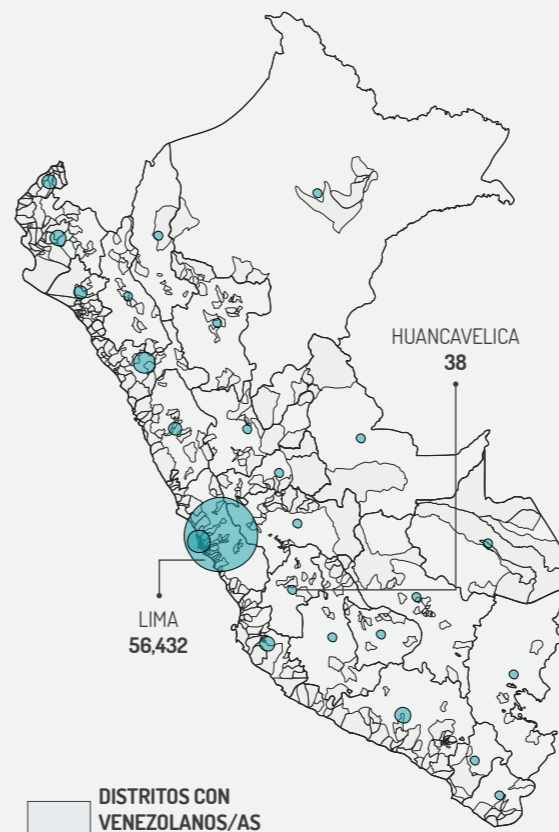 HUANCAVELICA
38
LIMA
56,432
DISTRITOS CON
VENEZOLANOS/AS